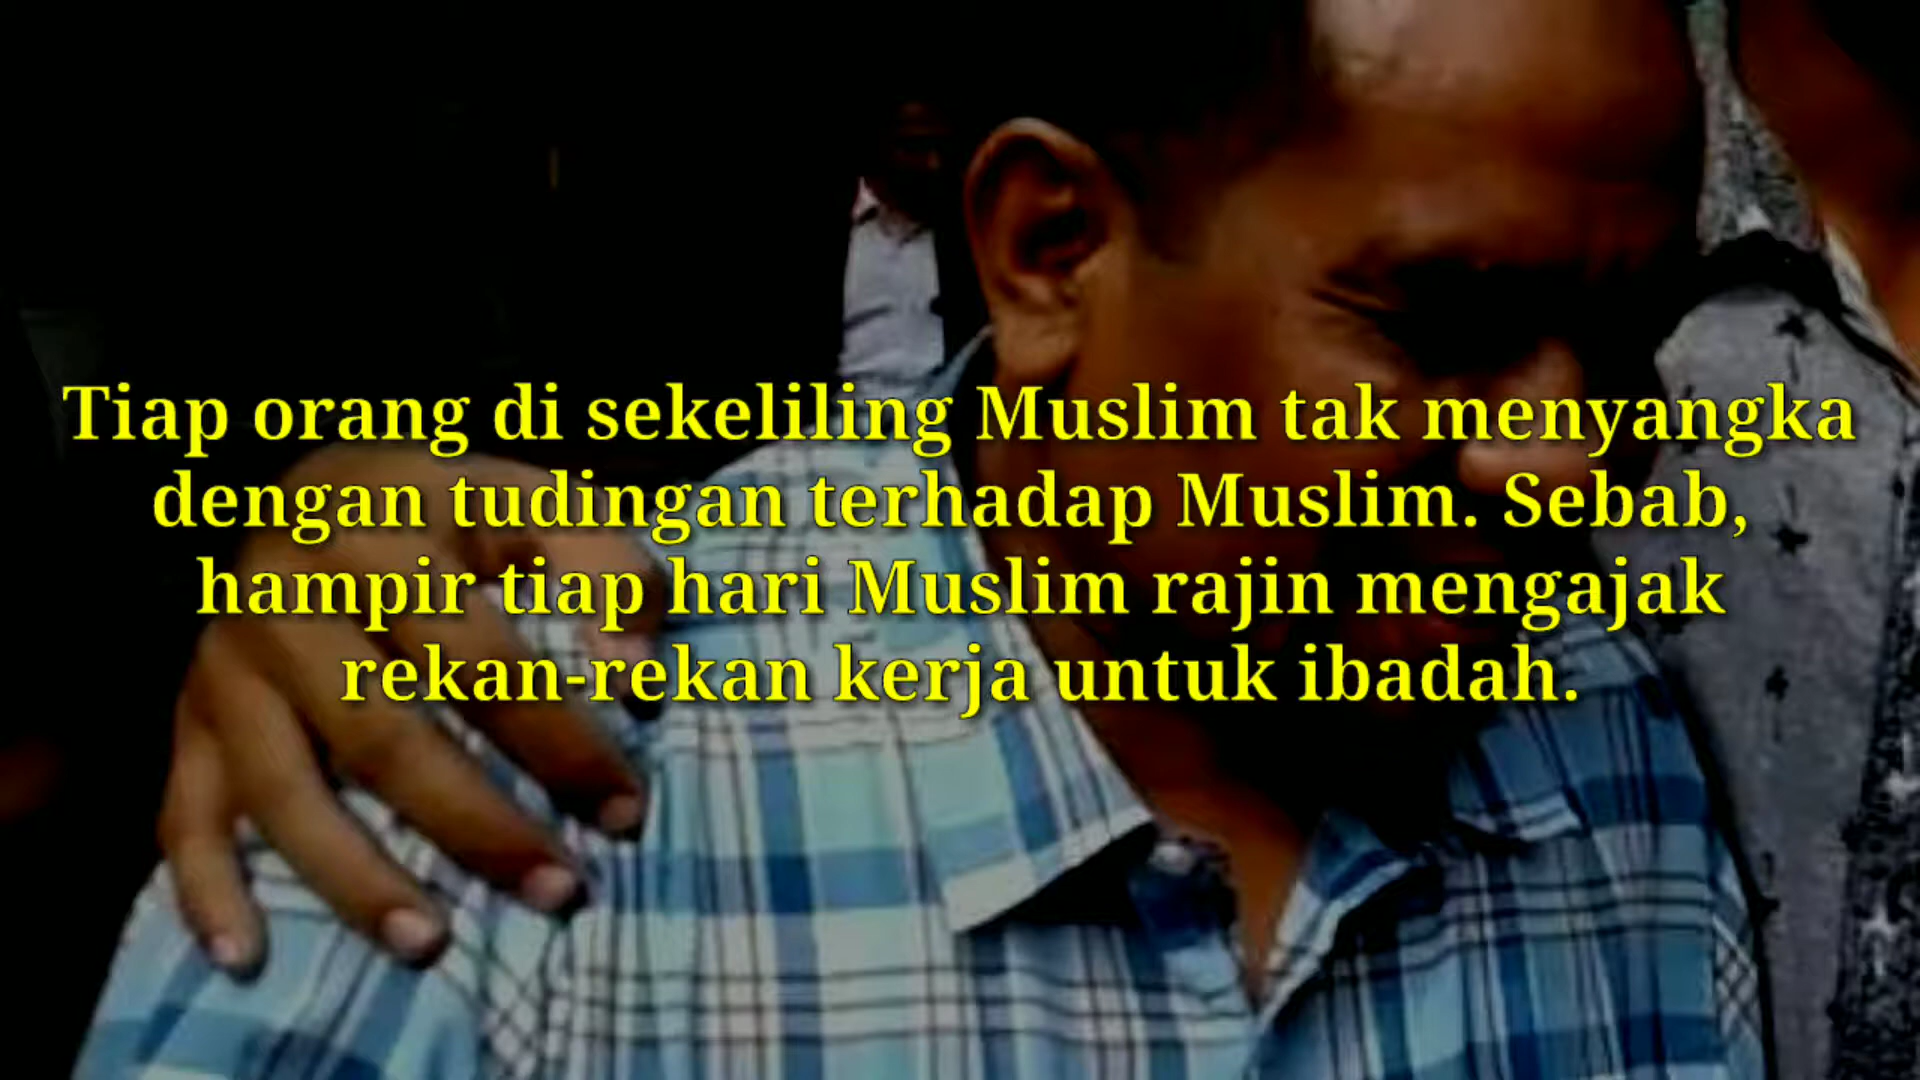 Tiap orang di sekeliling Muslim tak menyangka
dengan tudingan terhadap Muslim. Sebab,
hampir tiap hari Muslim rajin mengajak
rekan-rekan kerja untuk ibadah.